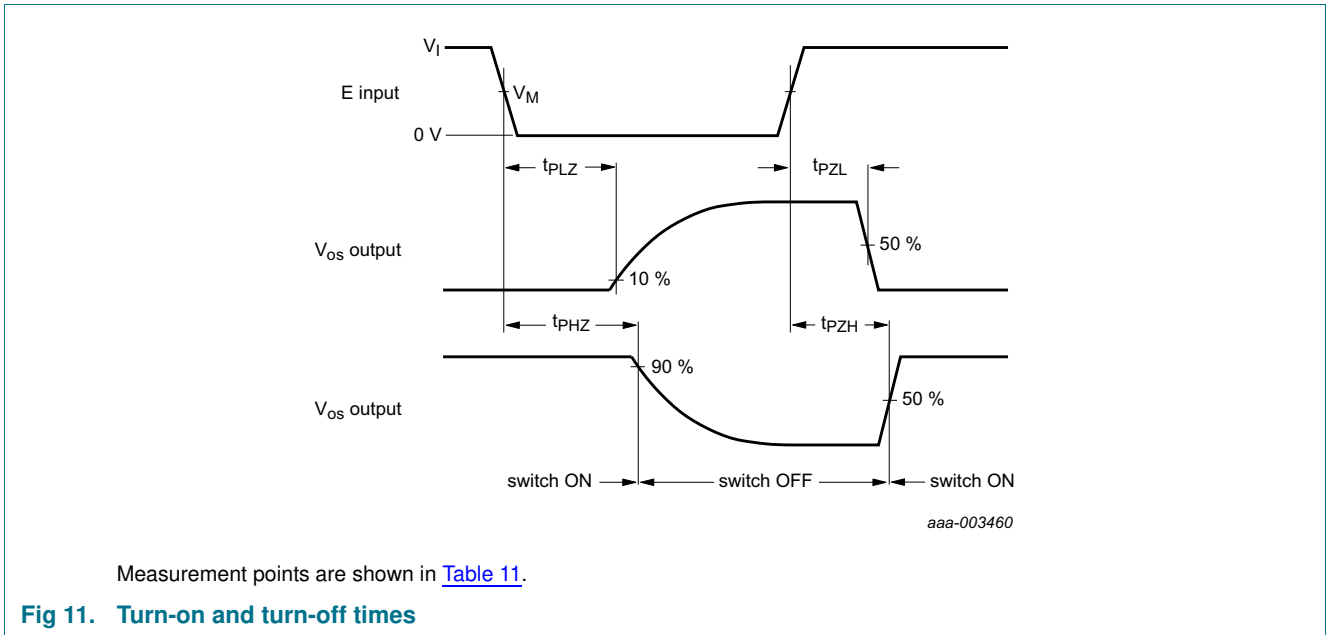 V_I
E input
V_M
0 V
t_PLZ
t_PZL
V_os output
50 %
10 %
t_PHZ
t_PZH
90 %
V_os output
50 %
switch ON
switch OFF
switch ON
aaa-003460
Measurement points are shown in Table 11.
Fig 11. Turn-on and turn-off times